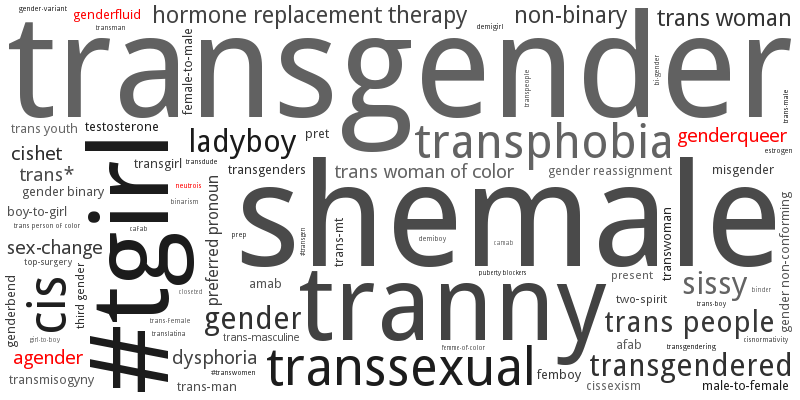 gender-variant
genderfluid
hormone replacement therapy
non-binary
trans woman
transman
demigirl
transgender
female-to-male
transpeople
bi-gender
trans-male
trans youth
testosterone
ladyboy
pret
transphobia
genderqueer
estrogen
cishet
transgirl
transdude
transgenders
trans woman of color
gender reassignment
misgender
trans*
gender binary
neutrois
binarism
boy-to-girl
trans person of color
cafab
#tgirl
preferred pronoun
shemale
prep
#transgrrl
trans-mt
demiboy
camab
transwoman
gender non-conforming
sex-change
top-surgery
third gender
genderbend
cis
closeted
amab
tranny
puberty blockers
present
sissy
binder
two-spirit
trans-boy
trans-Female
translatina
gender
trans-masculine
trans people
girl-to-boy
cisnormativity
agender
dysphoria
femme-of-color
afab
transgendering
transmisogyny
#transwomen
trans-man
transsexual
femboy
transgendered
cissexism
male-to-female